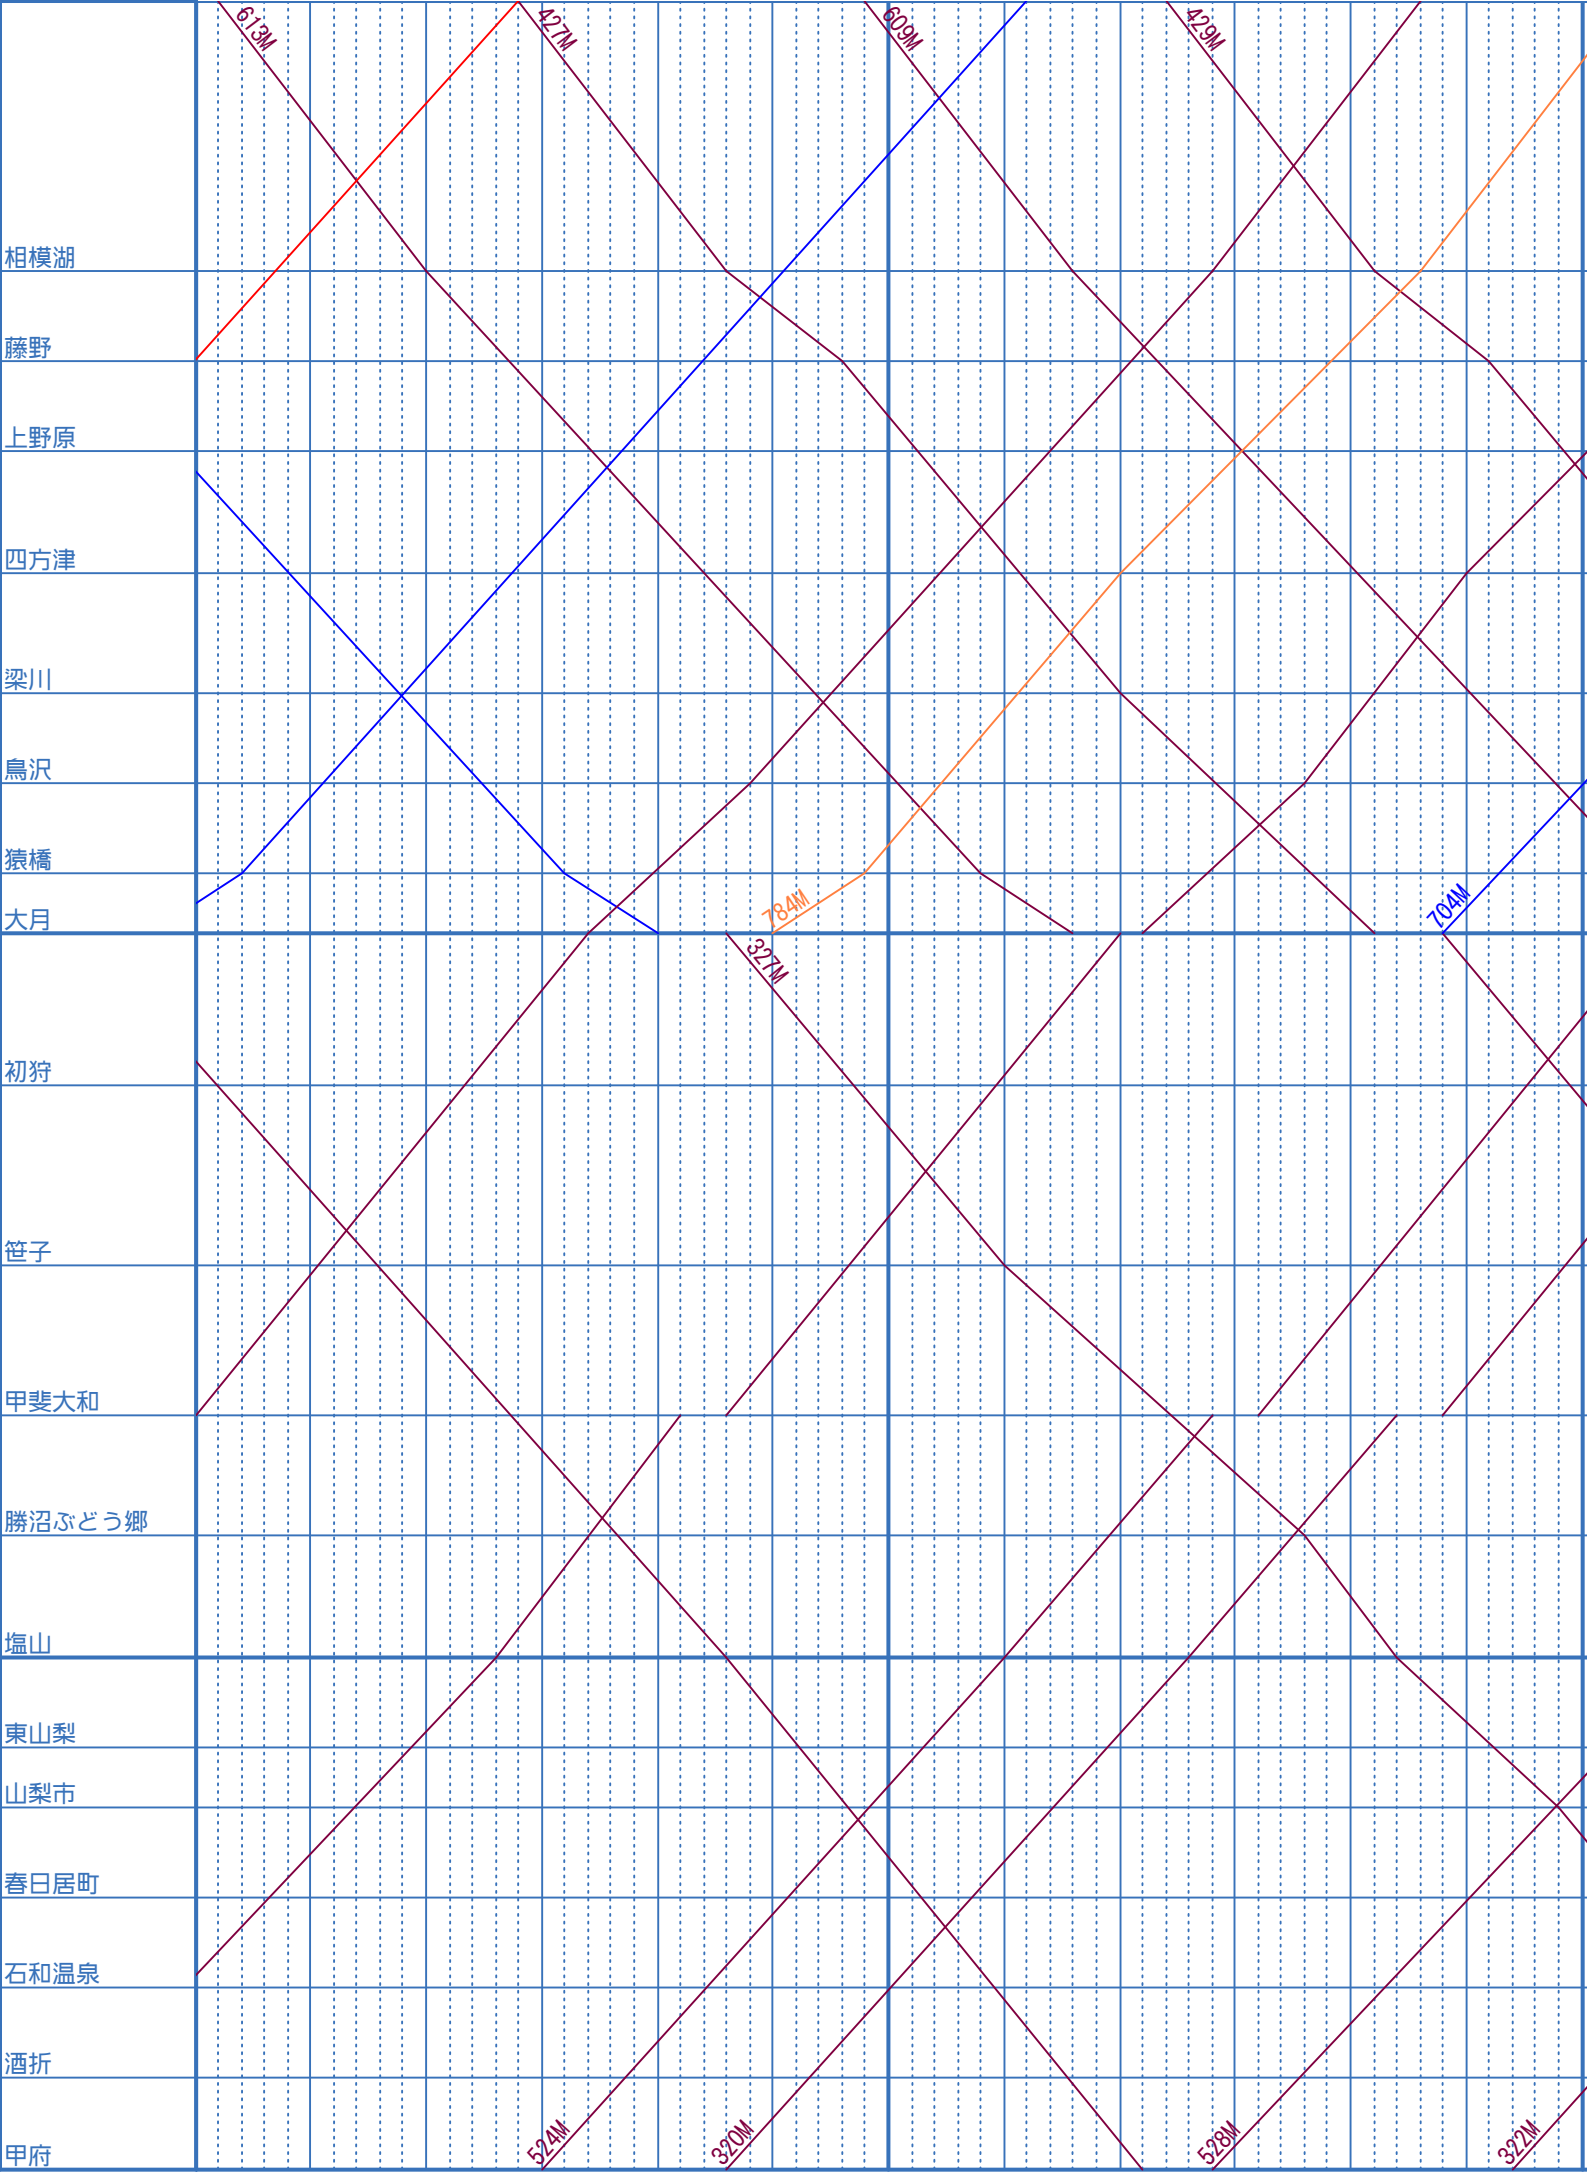 613M
427M
609M
429M
相模湖
藤野
上野原
四方津
梁川
鳥沢
猿橋
784M
704M
大月
327M
初狩
笹子
甲斐大和
勝沼ぶどう郷
塩山
東山梨
山梨市
春日居町
石和温泉
酒折
524M
320M
528M
322M
甲府